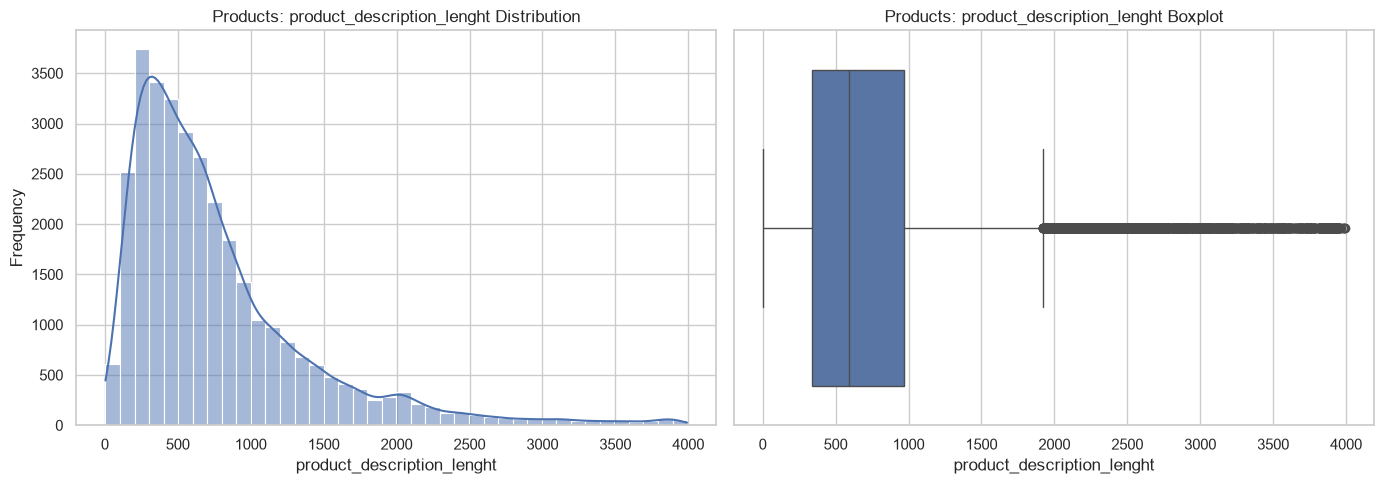 Products: product_description_lenght Distribution
Frequency
3500
3000
2500
2000
1500
1000
500
0
0 500 1000 1500 2000 2500 3000 3500 4000
product_description_lenght
Products: product_description_lenght Boxplot
0 500 1000 1500 2000 2500 3000 3500 4000
product_description_lenght